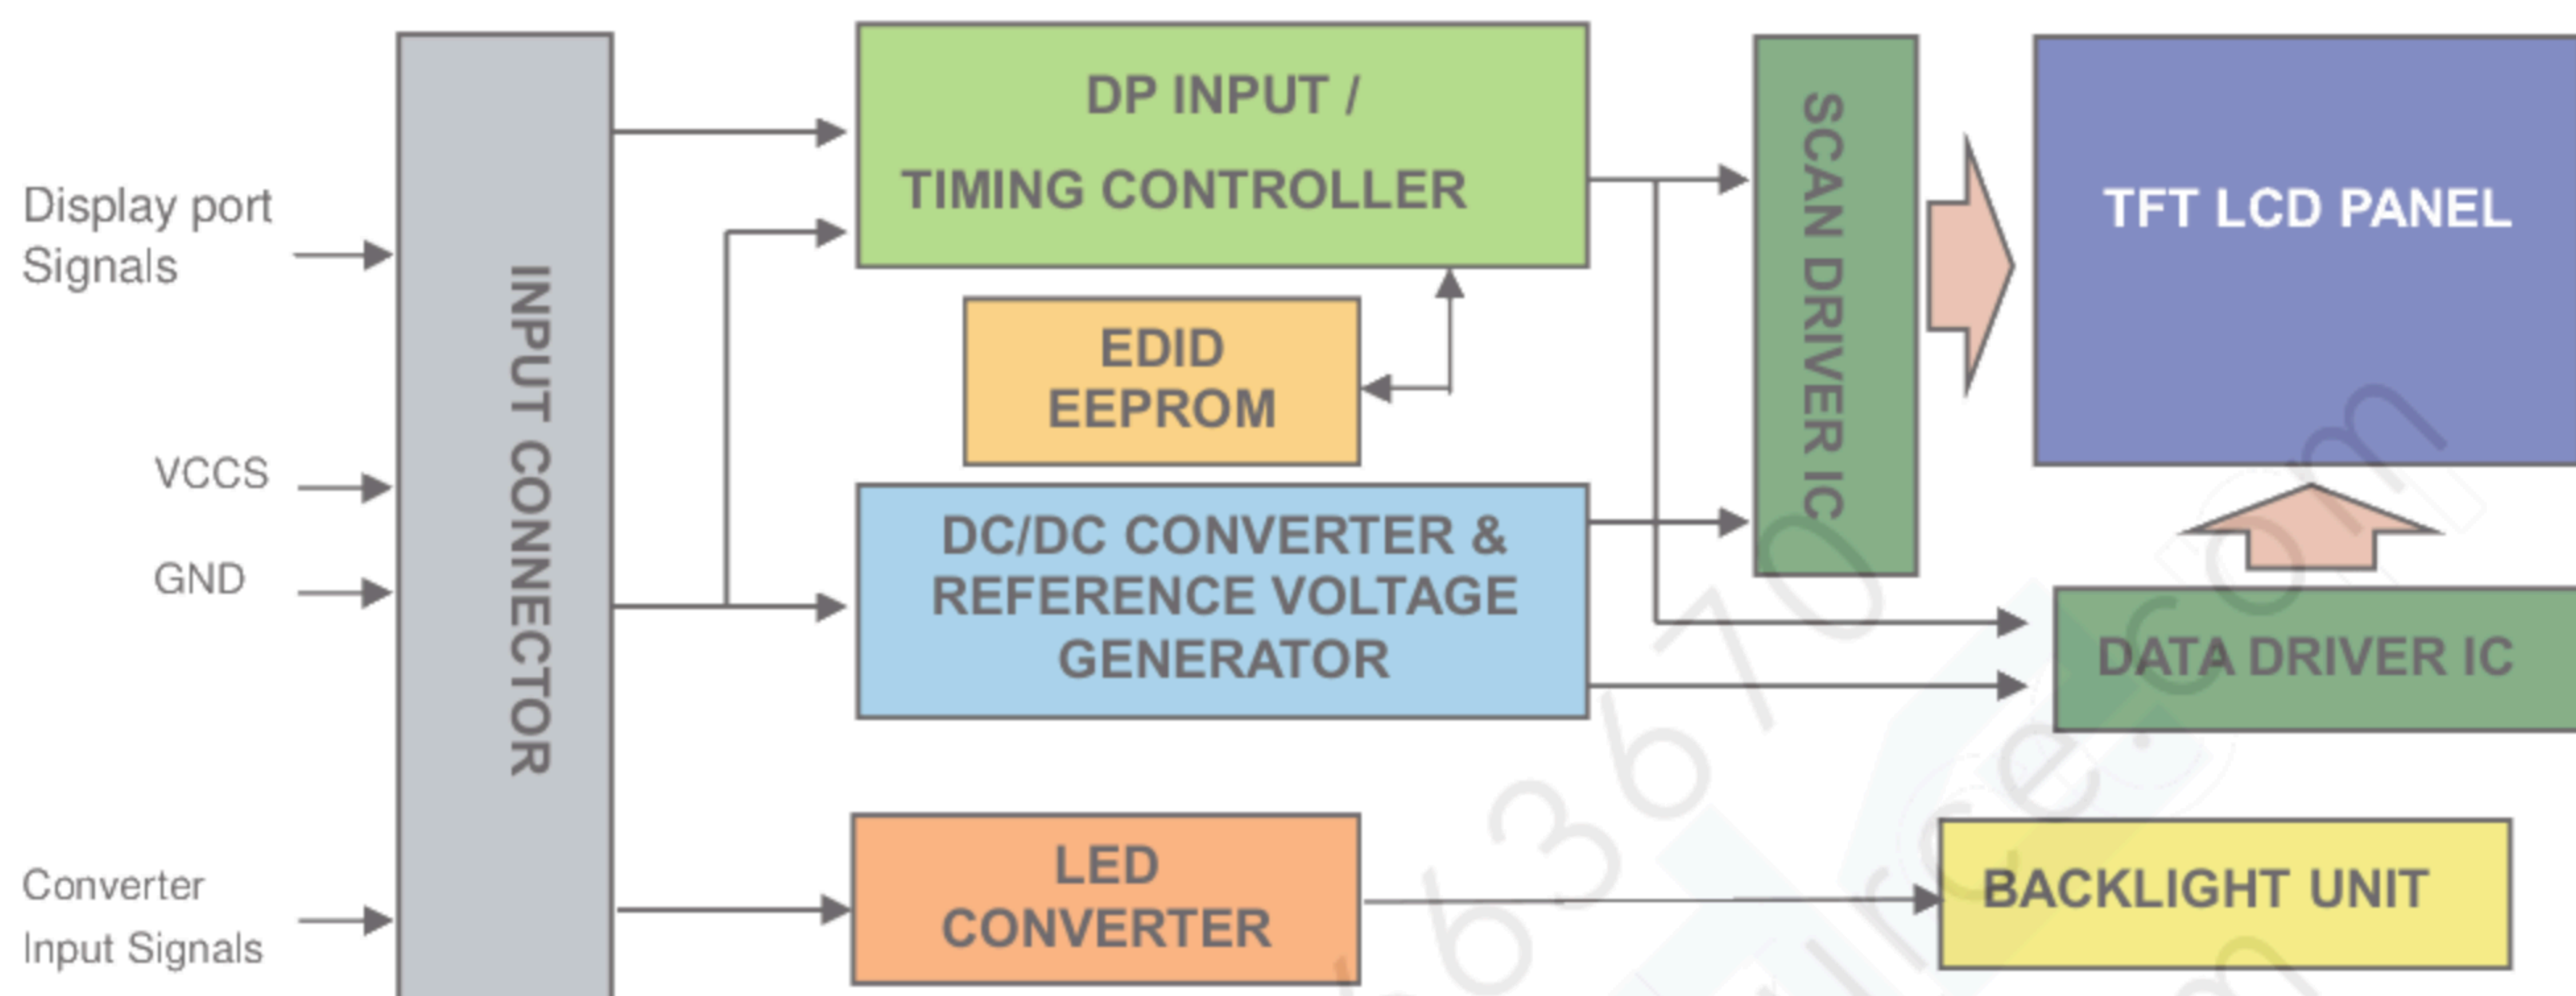 Display port
Signals
VCCS
GND
Converter
Input Signals
INPUT CONNECTOR
DP INPUT /
TIMING CONTROLLER
EDID
EEPROM
DC/DC CONVERTER &
REFERENCE VOLTAGE
GENERATOR
LED
CONVERTER
SCAN DRIVER IC
TFT LCD PANEL
DATA DRIVER IC
BACKLIGHT UNIT